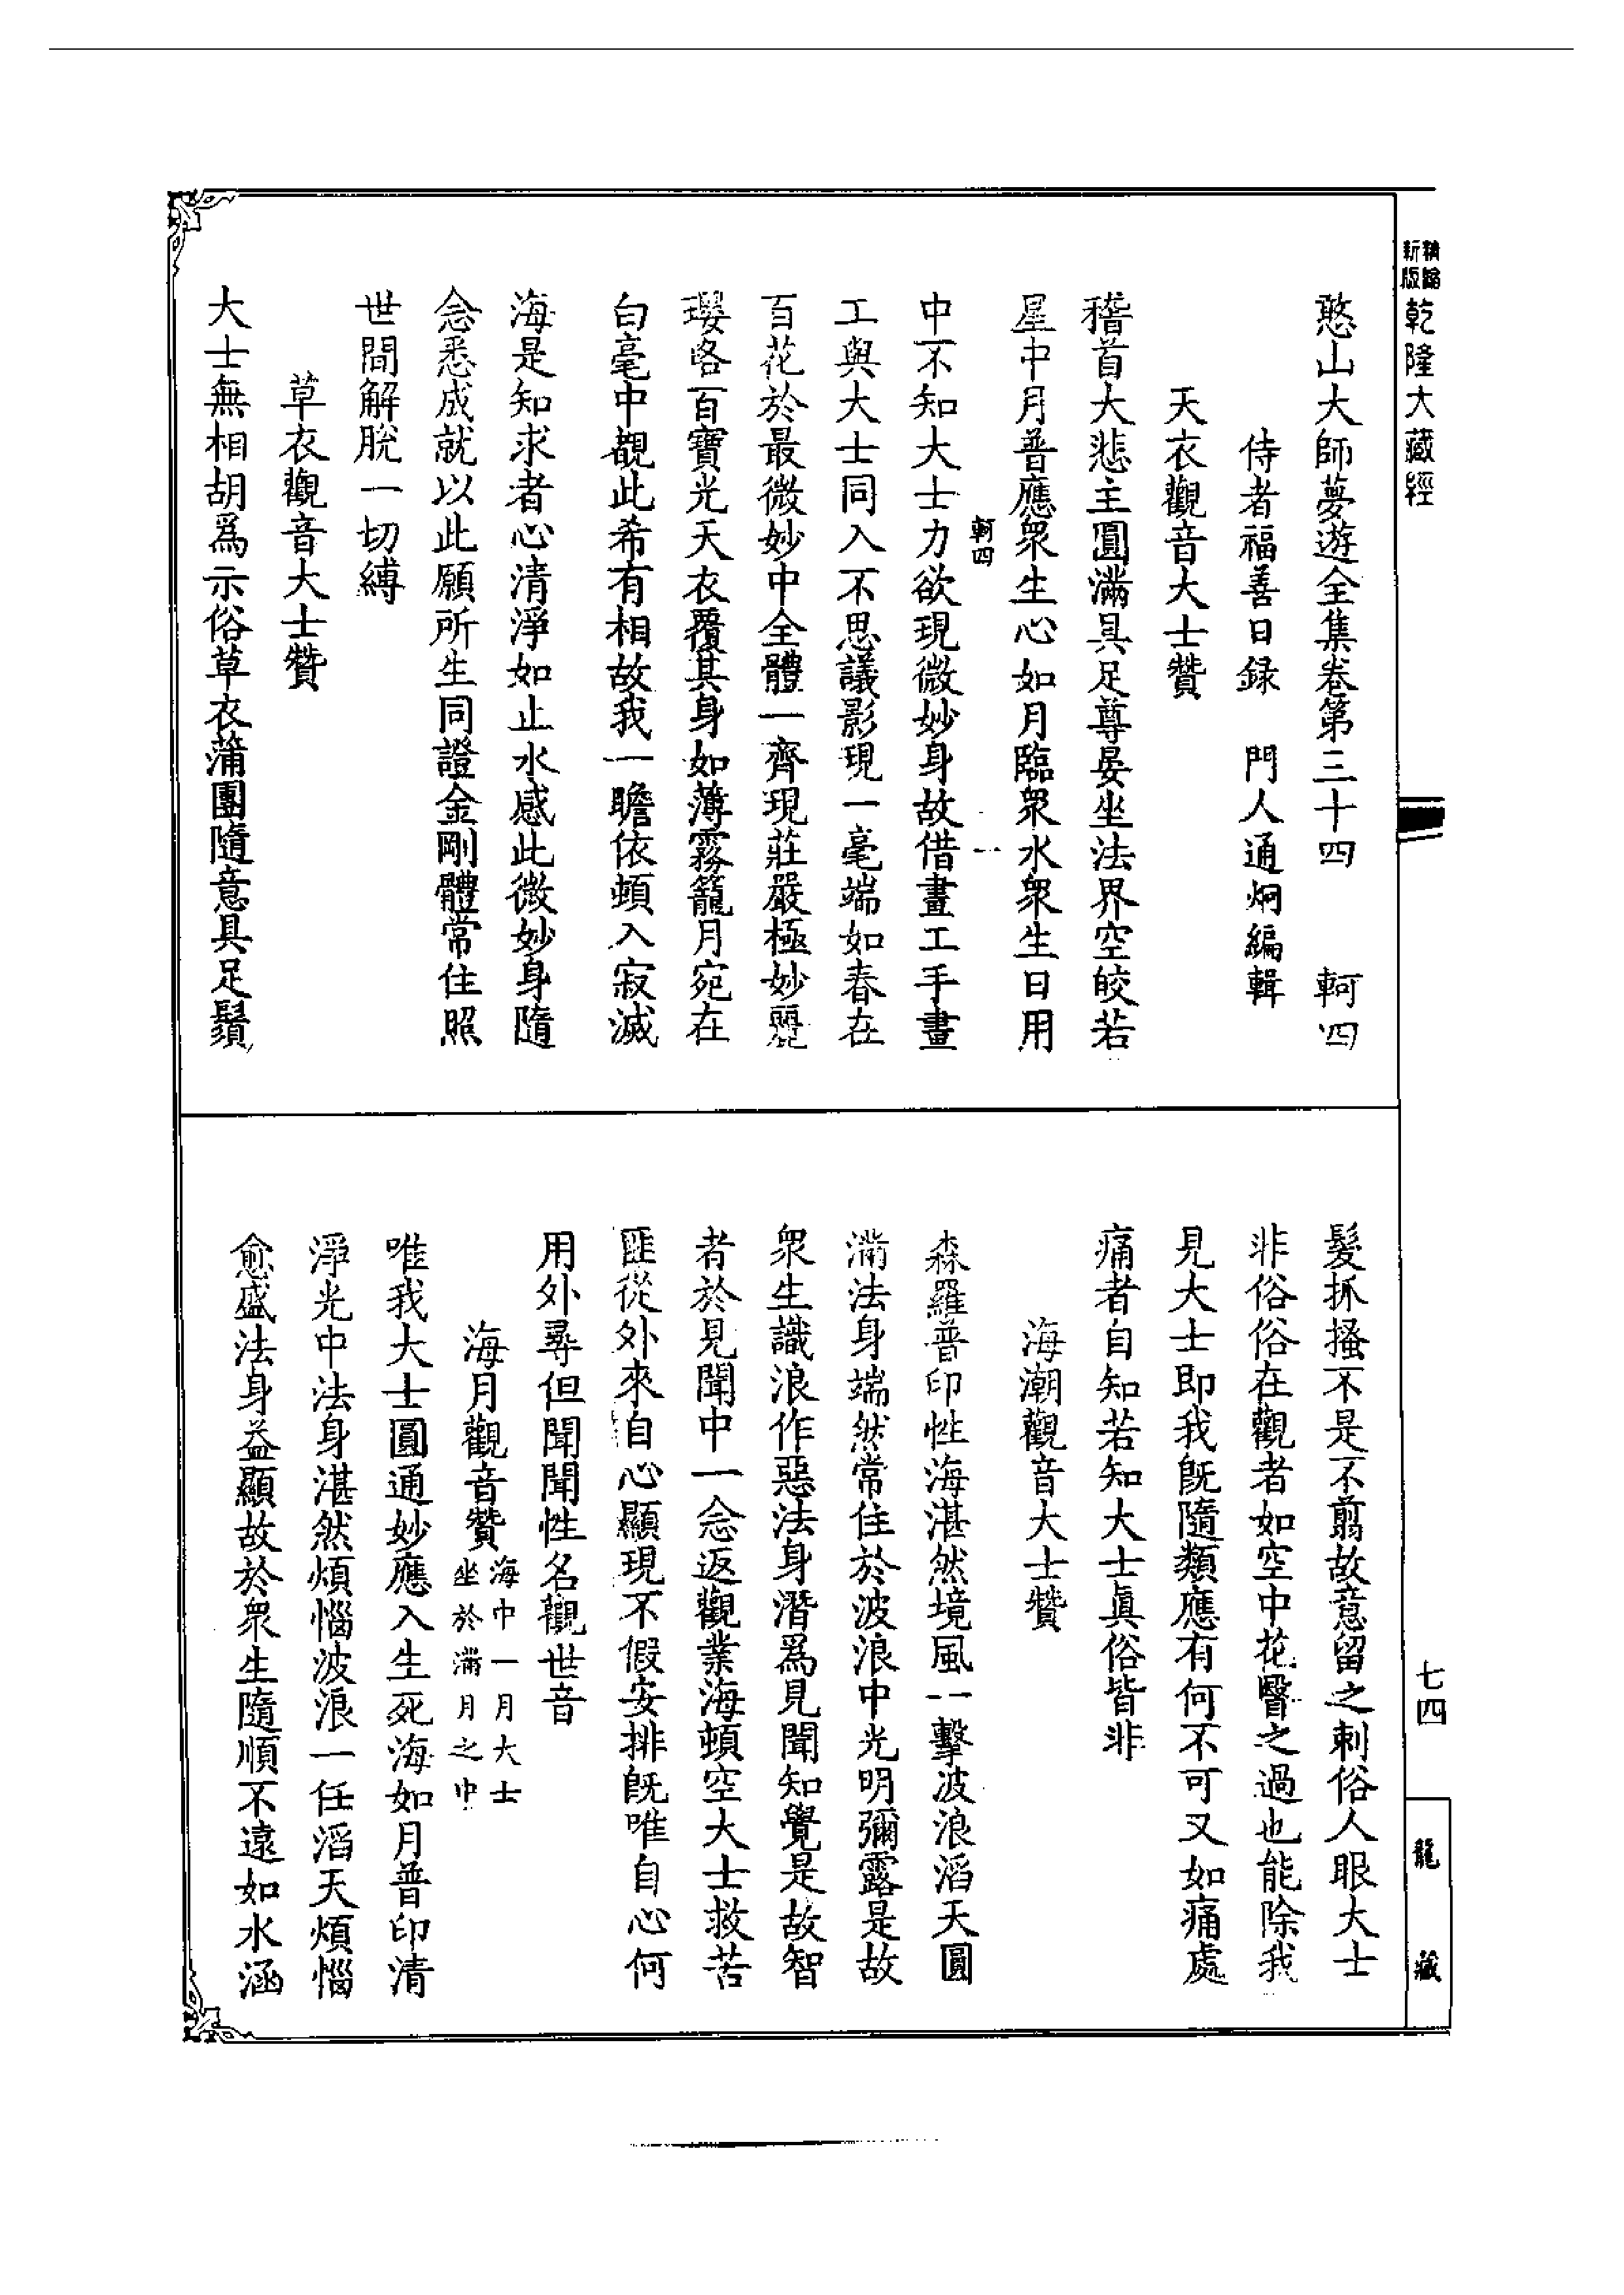 新版
精縮
乾隆大藏經
憨山大師夢遊全集卷第三十四 軻四
侍者福善日録 門人通炯編輯
天衣觀音大士贊
稽首大悲主圓滿具足尊晏坐法界空皎若
星中月普應衆生心如月臨衆水衆生日用
軻四 一
中不知大士力欲現微妙身故借畫工手畫
工與大士同入不思議影現一毫端如春在
百花於最微妙中全體一齊現莊嚴極妙麗
瓔珞百寶光天衣覆其身如薄霧籠月宛在
白毫中覩此希有相故我一瞻依頓入寂滅
海是知求者心清淨如止水感此微妙身隨
念悉成就以此願所生同證金剛體常住照
世間解脫一切縛
草衣觀音大士贊
大士無相胡爲示俗草衣蒲團隨意具足鬚
髮抓搔不是不翦故意留之刺俗人眼大士
非俗俗在觀者如空中花瞖之過也能除我
見大士即我旣隨類應有何不可又如痛處
痛者自知若知大士眞俗皆非
海潮觀音大士贊
森羅普印性海湛然境風一擊波浪滔天圓
滿法身端然常住於波浪中光明彌露是故
衆生識浪作惡法身潛爲見聞知覺是故智
者於見聞中一念返觀業海頓空大士救苦
匪從外來自心顯現不假安排旣唯自心何
用外尋但聞聞性名觀世音
海月觀音贊 海中一月大士
坐於滿月之中
唯我大士圓通妙應入生死海如月普印清
淨光中法身湛然煩惱波浪一任滔天煩惱
愈盛法身益顯故於衆生隨順不遠如水涵
七四
龍藏